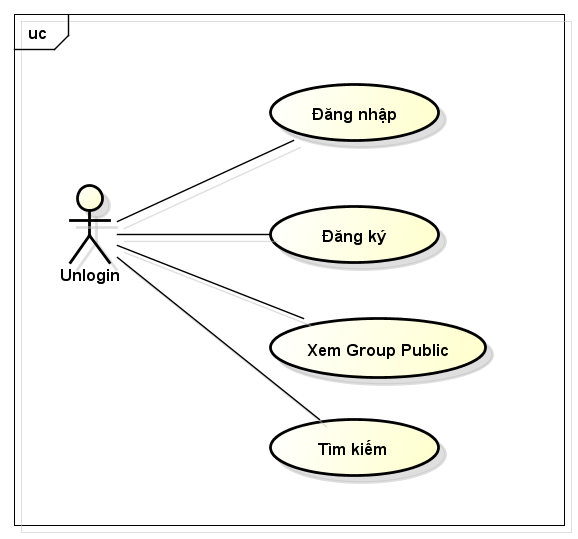 uc
Đăng nhập
Đăng ký
Unlogin
Xem Group Public
Tìm kiếm